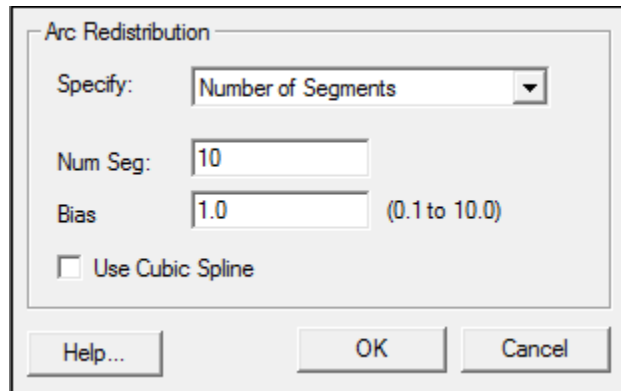 Arc Redistribution
Specify: Number of Segments
Num Seg: 10
Bias 1.0 (0.1 to 10.0)
Use Cubic Spline
Help... OK Cancel